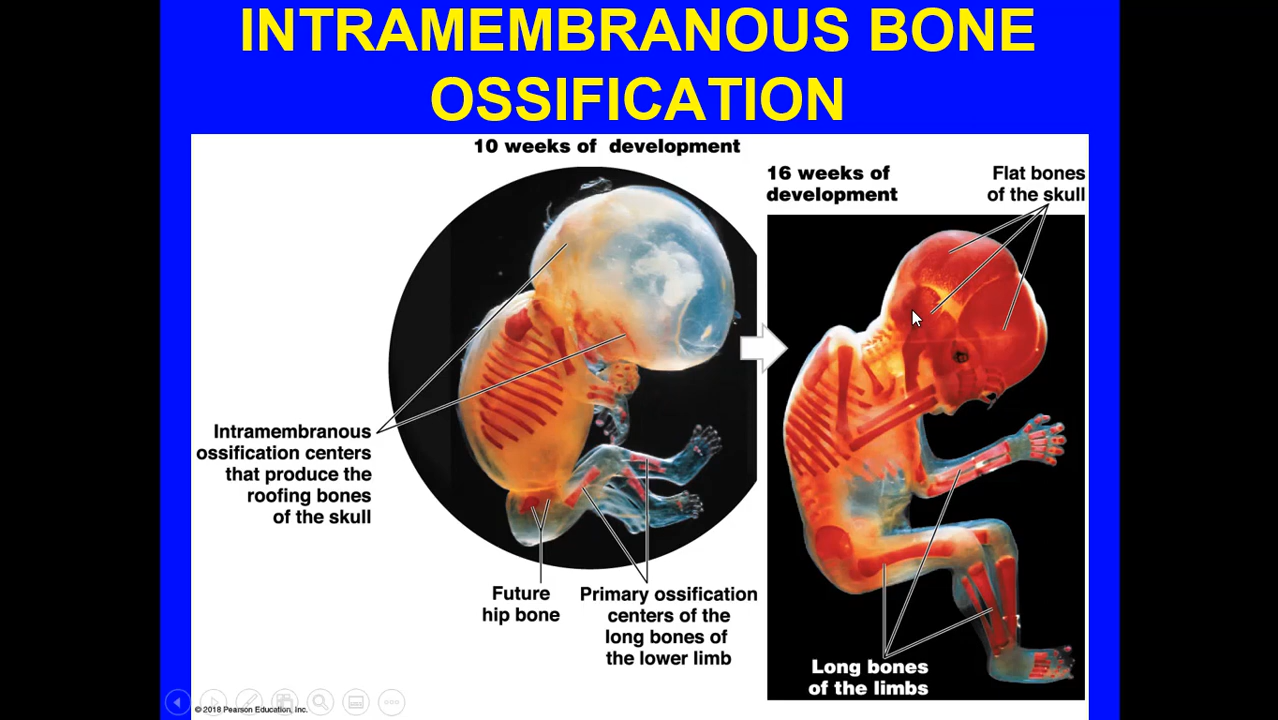 INTRAMEMBRANOUS BONE
OSSIFICATION
10 weeks of development
16 weeks of
development
Flat bones
of the skull
Intramembranous
ossification centers
that produce the
roofing bones
of the skull
Future
hip bone
Primary ossification
centers of the
long bones of
the lower limb
Long bones
of the limbs
© 2018 Pearson Education, Inc.